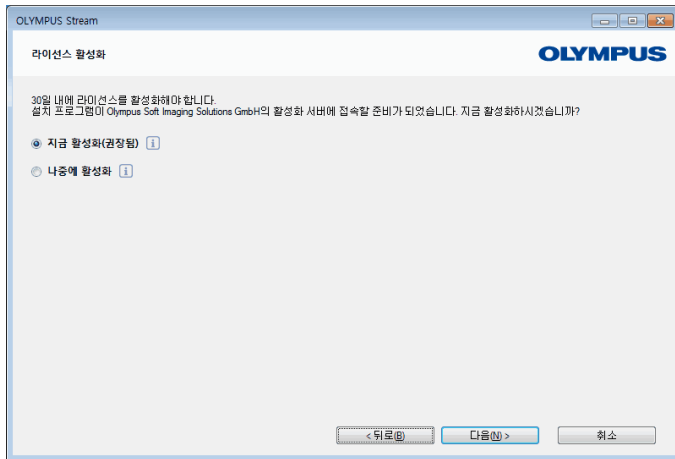 OLYMPUS Stream
라이선스 활성화
OLYMPUS
30일 내에 라이선스를 활성화해야 합니다.
설치 프로그램이 Olympus Soft Imaging Solutions GmbH의 활성화 서버에 접속할 준비가 되었습니다. 지금 활성화하시겠습니까?
지금 활성화(권장됨) i
나중에 활성화 i
< 뒤로(B) 다음(N) > 취소